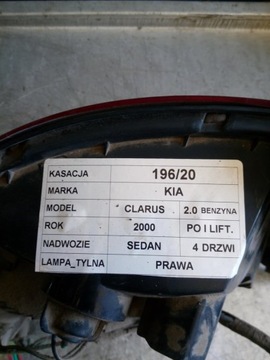 KASACJA 196/20
MARKA KIA
MODEL CLARUS 2.0 BENZYNA
ROK 2000 PO I LIFT.
NADWOZIE SEDAN 4 DRZWI
LAMPA_TYLNA PRAWA